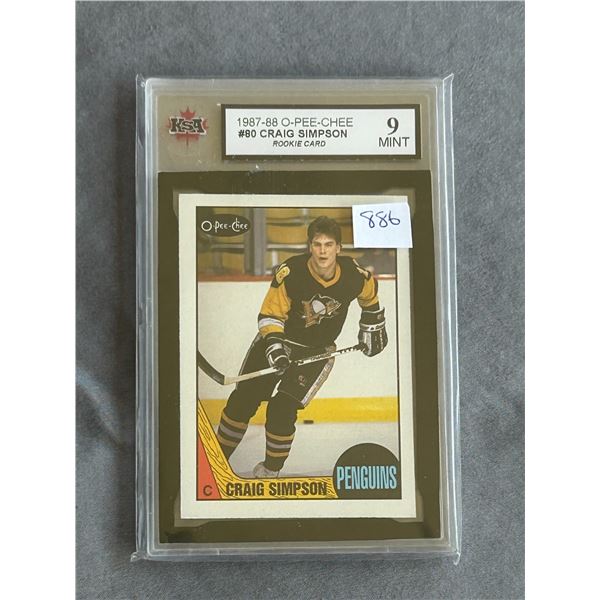 KSA
1987-88 O-PEE-CHEE
#80 CRAIG SIMPSON
ROOKIE CARD
9
MINT
O-Pee-Chee
886
C
CRAIG SIMPSON
PENGUINS